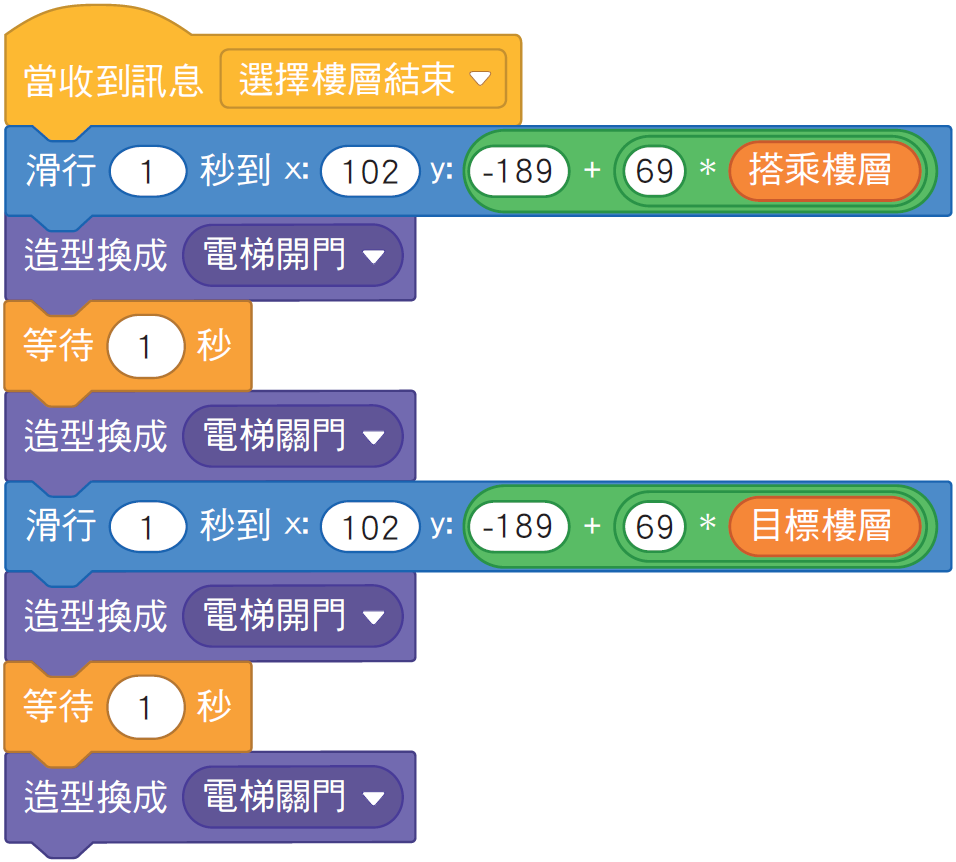 當收到訊息 選擇樓層結束
滑行 1 秒到 x: 102 y: -189 + 69 * 搭乘樓層
造型換成 電梯開門
等待 1 秒
造型換成 電梯關門
滑行 1 秒到 x: 102 y: -189 + 69 * 目標樓層
造型換成 電梯開門
等待 1 秒
造型換成 電梯關門